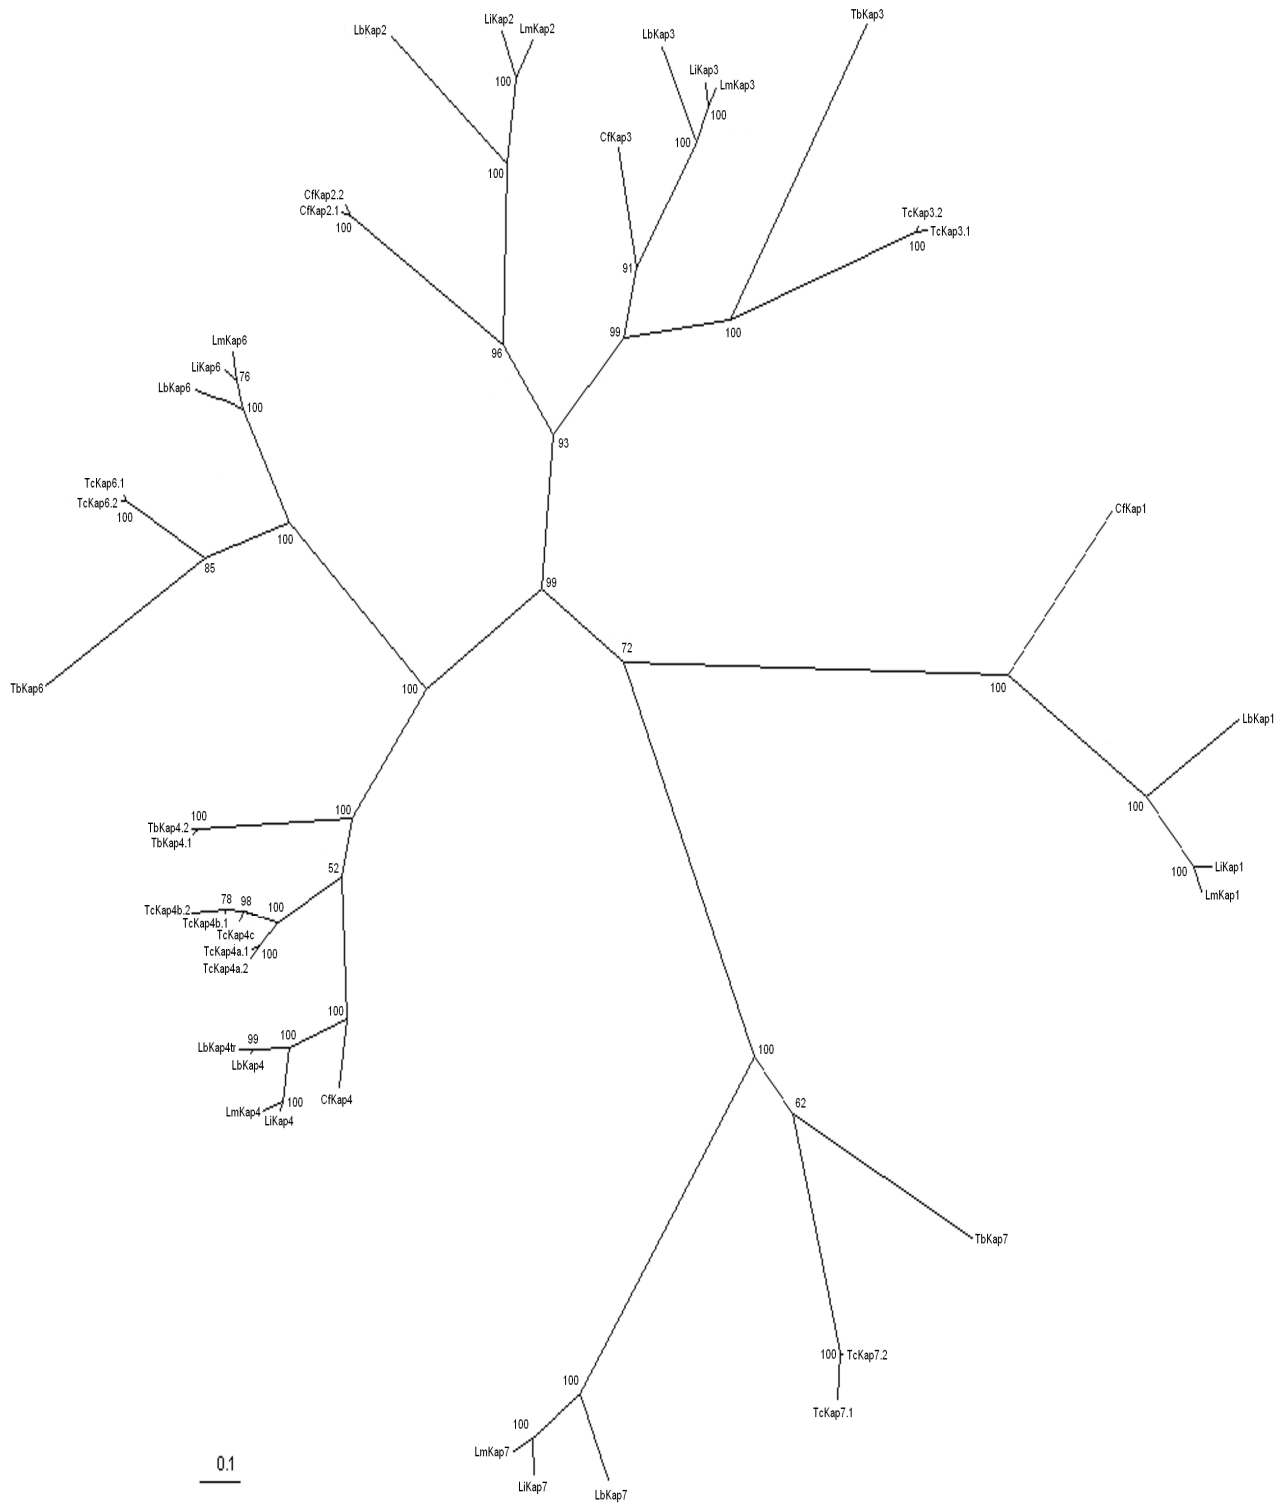 TbKap3
LiKap2
LbKap2
LmKap2
LbKap3
LiKap3
100
LmKap3
100
CfKap3
100
100
CfKap2.2
CfKap2.1
TcKap3.2
100
TcKap3.1
100
91
99
100
LmKap6
96
LiKap6
76
LbKap6
100
93
TcKap6.1
TcKap6.2
CfKap1
100
100
85
99
72
TbKap6
100
100
LbKap1
100
100
100
TbKap4.2
TbKap4.1
52
LiKap1
100
LmKap1
78
98
100
TcKap4b.2
TcKap4b.1
TcKap4c
TcKap4a.1
100
TcKap4a.2
100
99
100
LbKap4tr
100
LbKap4
CfKap4
100
62
LmKap4
LiKap4
TbKap7
100
TcKap7.2
100
TcKap7.1
100
LmKap7
0.1
LiKap7
LbKap7